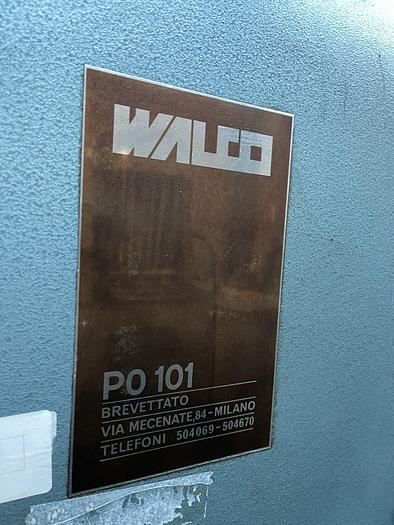 WALCO
PO 101
BREVETTATO
VIA MECENATE,84-MILANO
TELEFONI 504069-504670